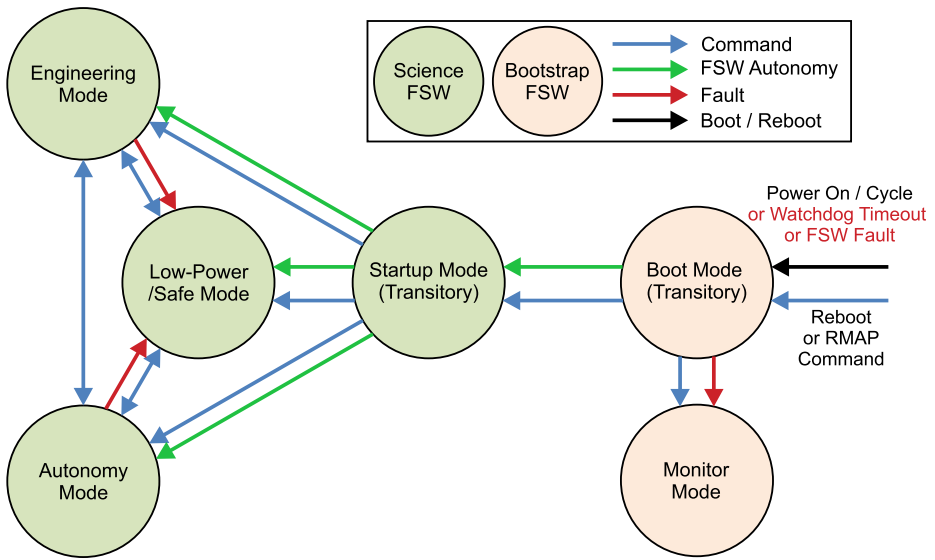 Engineering
Mode
Science
FSW
Bootstrap
FSW
Command
FSW Autonomy
Fault
Boot / Reboot
Power On / Cycle
or Watchdog Timeout
or FSW Fault
Low-Power
/Safe Mode
Startup Mode
(Transitory)
Boot Mode
(Transitory)
Reboot
or RMAP
Command
Autonomy
Mode
Monitor
Mode